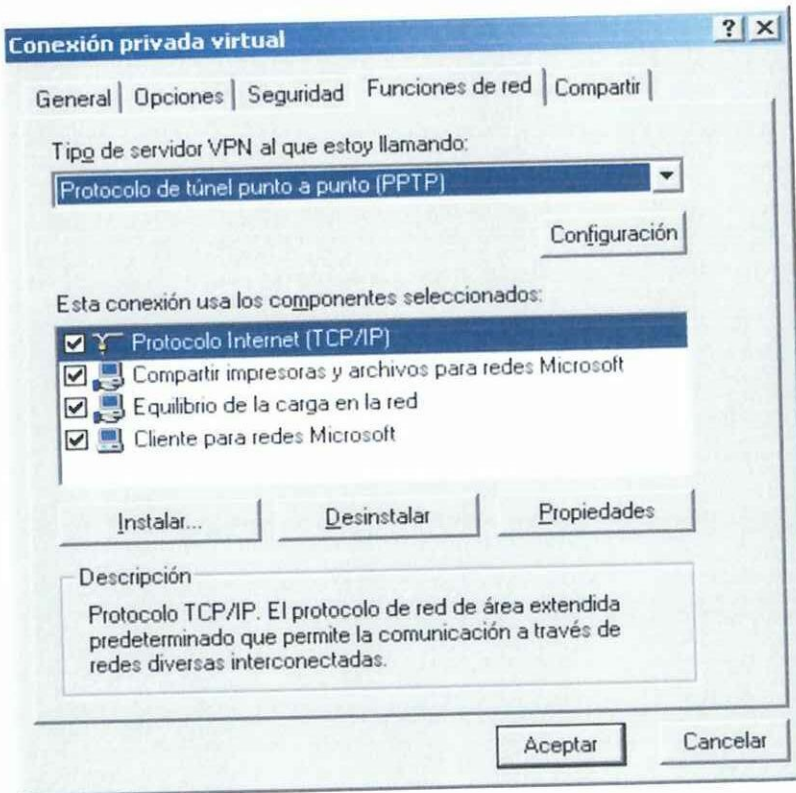 Conexión privada virtual
General Opciones Seguridad Funciones de red Compartir
Tipo de servidor VPN al que estoy llamando:
Protocolo de túnel punto a punto (PPTP)
Configuración
Esta conexión usa los componentes seleccionados:
Protocolo Internet (TCP/IP)
Compartir impresoras y archivos para redes Microsoft
Equilibrio de la carga en la red
Cliente para redes Microsoft
Instalar... Desinstalar Propiedades
Descripción
Protocolo TCP/IP. El protocolo de red de área extendida
predeterminado que permite la comunicación a través de
redes diversas interconectadas.
Aceptar Cancelar